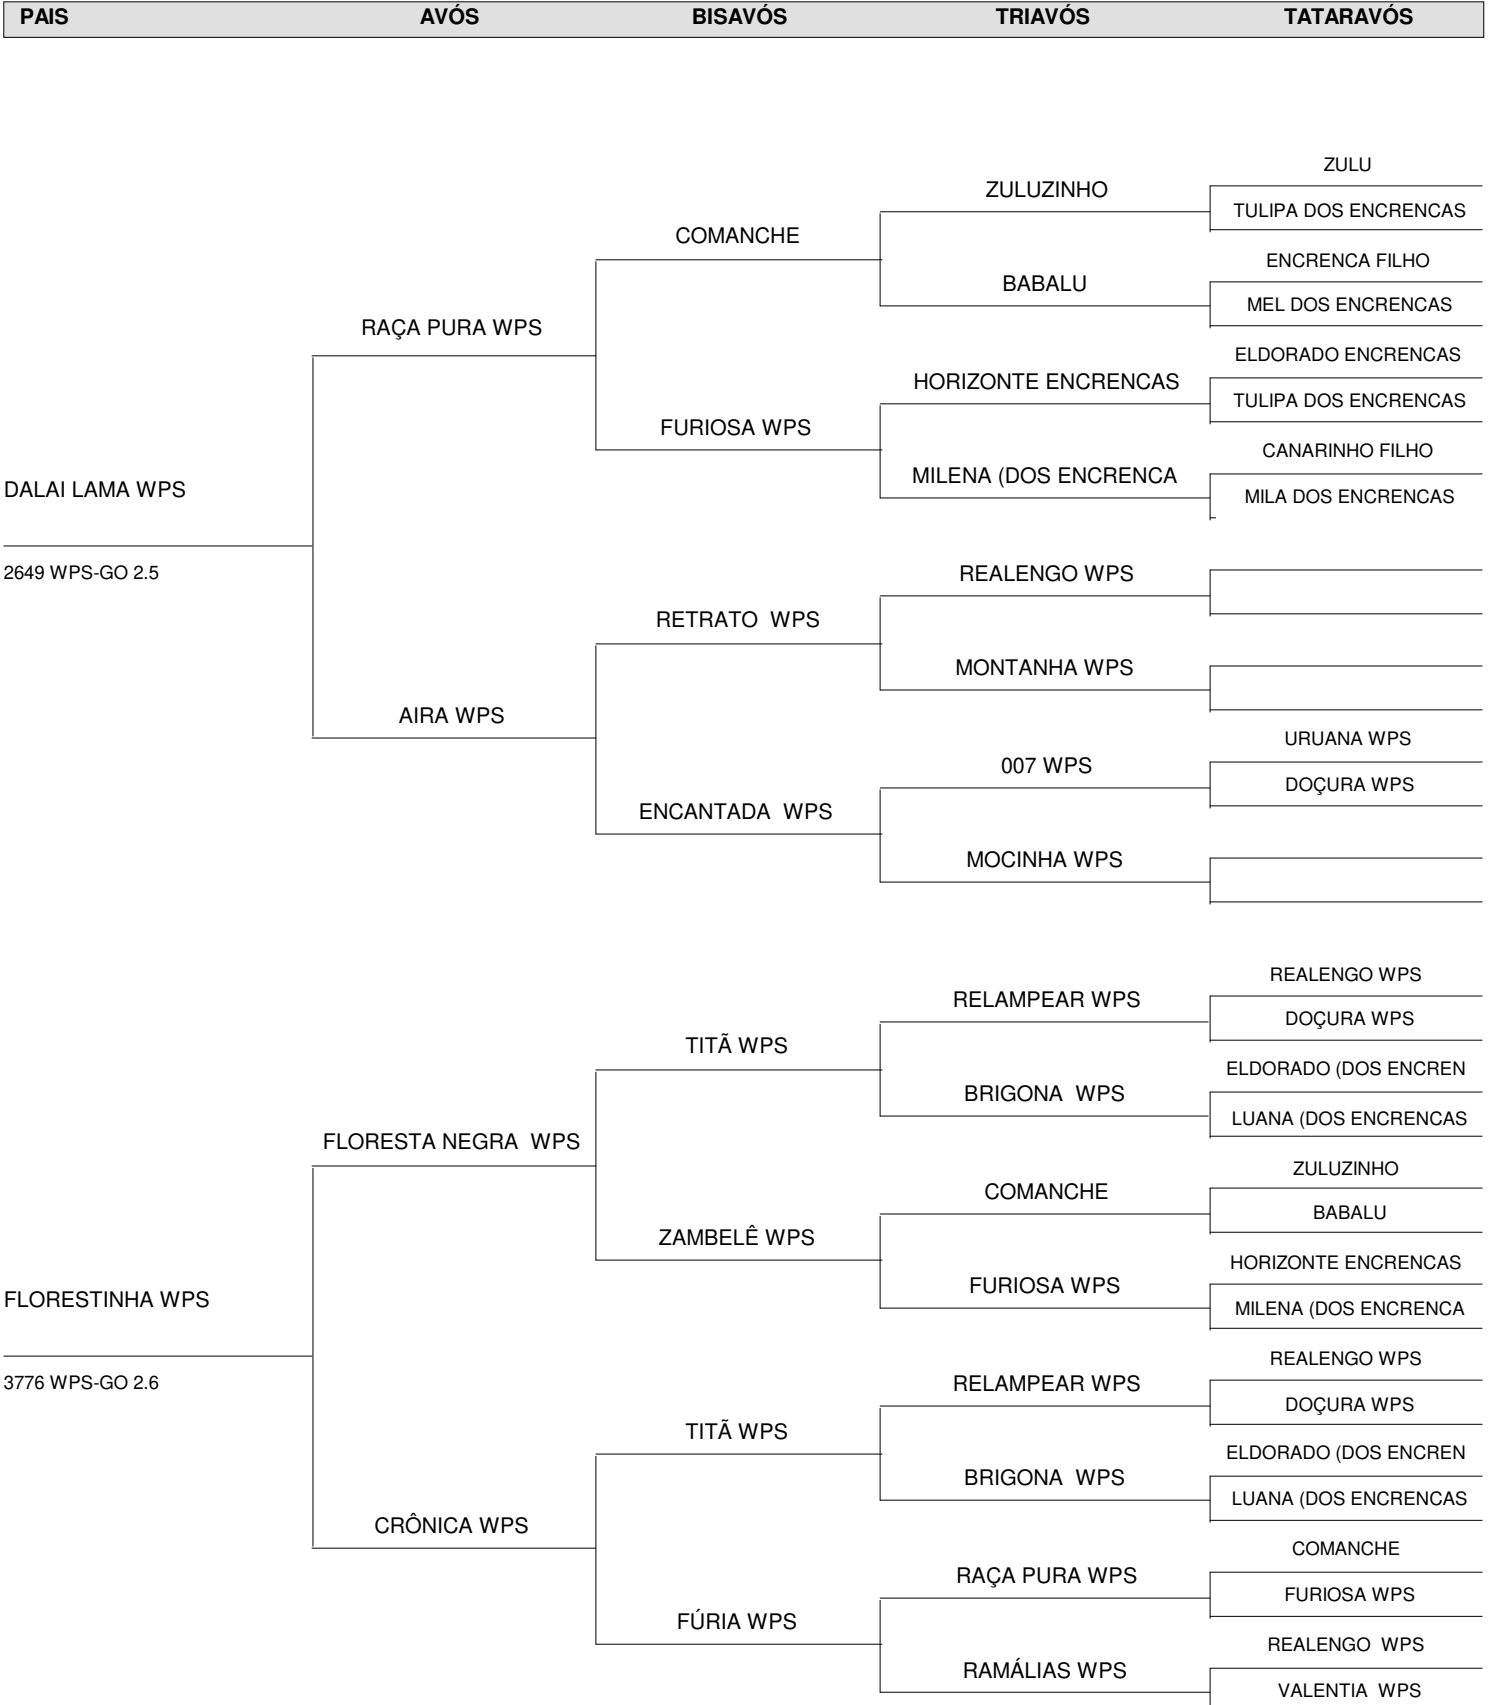 PAIS AVÓS BISAVÓS TRIAVÓS TATARAVÓS
ZULU
ZULUZINHO
TULIPA DOS ENCRENCAS
COMANCHE
ENCRENCA FILHO
BABALU
MEL DOS ENCRENCAS
RAÇA PURA WPS
ELDORADO ENCRENCAS
HORIZONTE ENCRENCAS
TULIPA DOS ENCRENCAS
FURIOSA WPS
CANARINHO FILHO
MILENA (DOS ENCRENCA
MILA DOS ENCRENCAS
DALAI LAMA WPS
2649 WPS-GO 2.5
REALENGO WPS
RETRATO  WPS
MONTANHA WPS
AIRA WPS
URUANA WPS
007 WPS
DOÇURA WPS
ENCANTADA  WPS
MOCINHA WPS
REALENGO WPS
RELAMPEAR WPS
DOÇURA WPS
TITÃ WPS
ELDORADO (DOS ENCREN
BRIGONA  WPS
LUANA (DOS ENCRENCAS
FLORESTA NEGRA  WPS
ZULUZINHO
COMANCHE
BABALU
ZAMBELÊ WPS
HORIZONTE ENCRENCAS
FURIOSA WPS
MILENA (DOS ENCRENCA
FLORESTINHA WPS
3776 WPS-GO 2.6
REALENGO WPS
RELAMPEAR WPS
DOÇURA WPS
TITÃ WPS
ELDORADO (DOS ENCREN
BRIGONA  WPS
LUANA (DOS ENCRENCAS
CRÔNICA WPS
COMANCHE
RAÇA PURA WPS
FURIOSA WPS
FÚRIA WPS
REALENGO  WPS
RAMÁLIAS WPS
VALENTIA  WPS